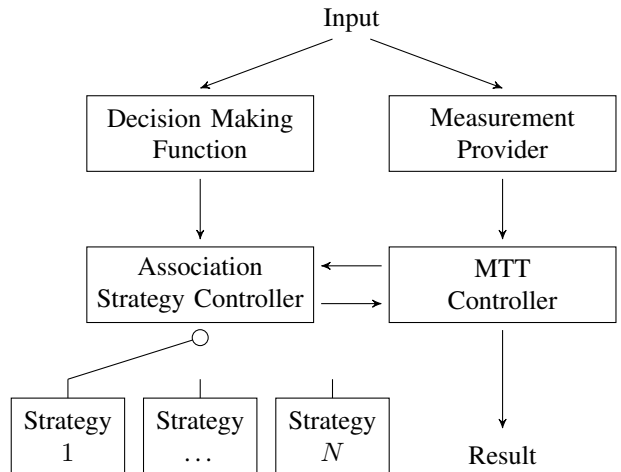 Input
Decision Making
Function
Measurement
Provider
Association
Strategy Controller
MTT
Controller
Strategy
1
Strategy
...
Strategy
N
Result